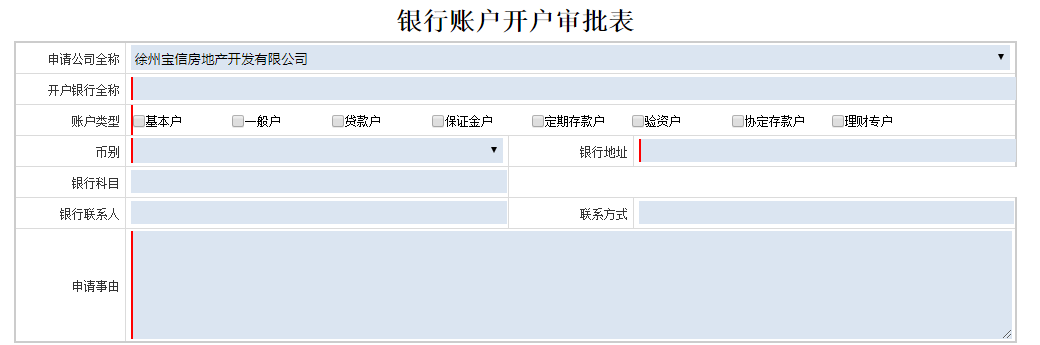 银行账户开户审批表
申请公司全称 徐州宝信房地产开发有限公司
开户银行全称
账户类型 基本户 一般户 贷款户 保证金户 定期存款户 验资户 协定存款户 理财专户
币别 银行地址
银行科目
银行联系人 联系方式
申请事由